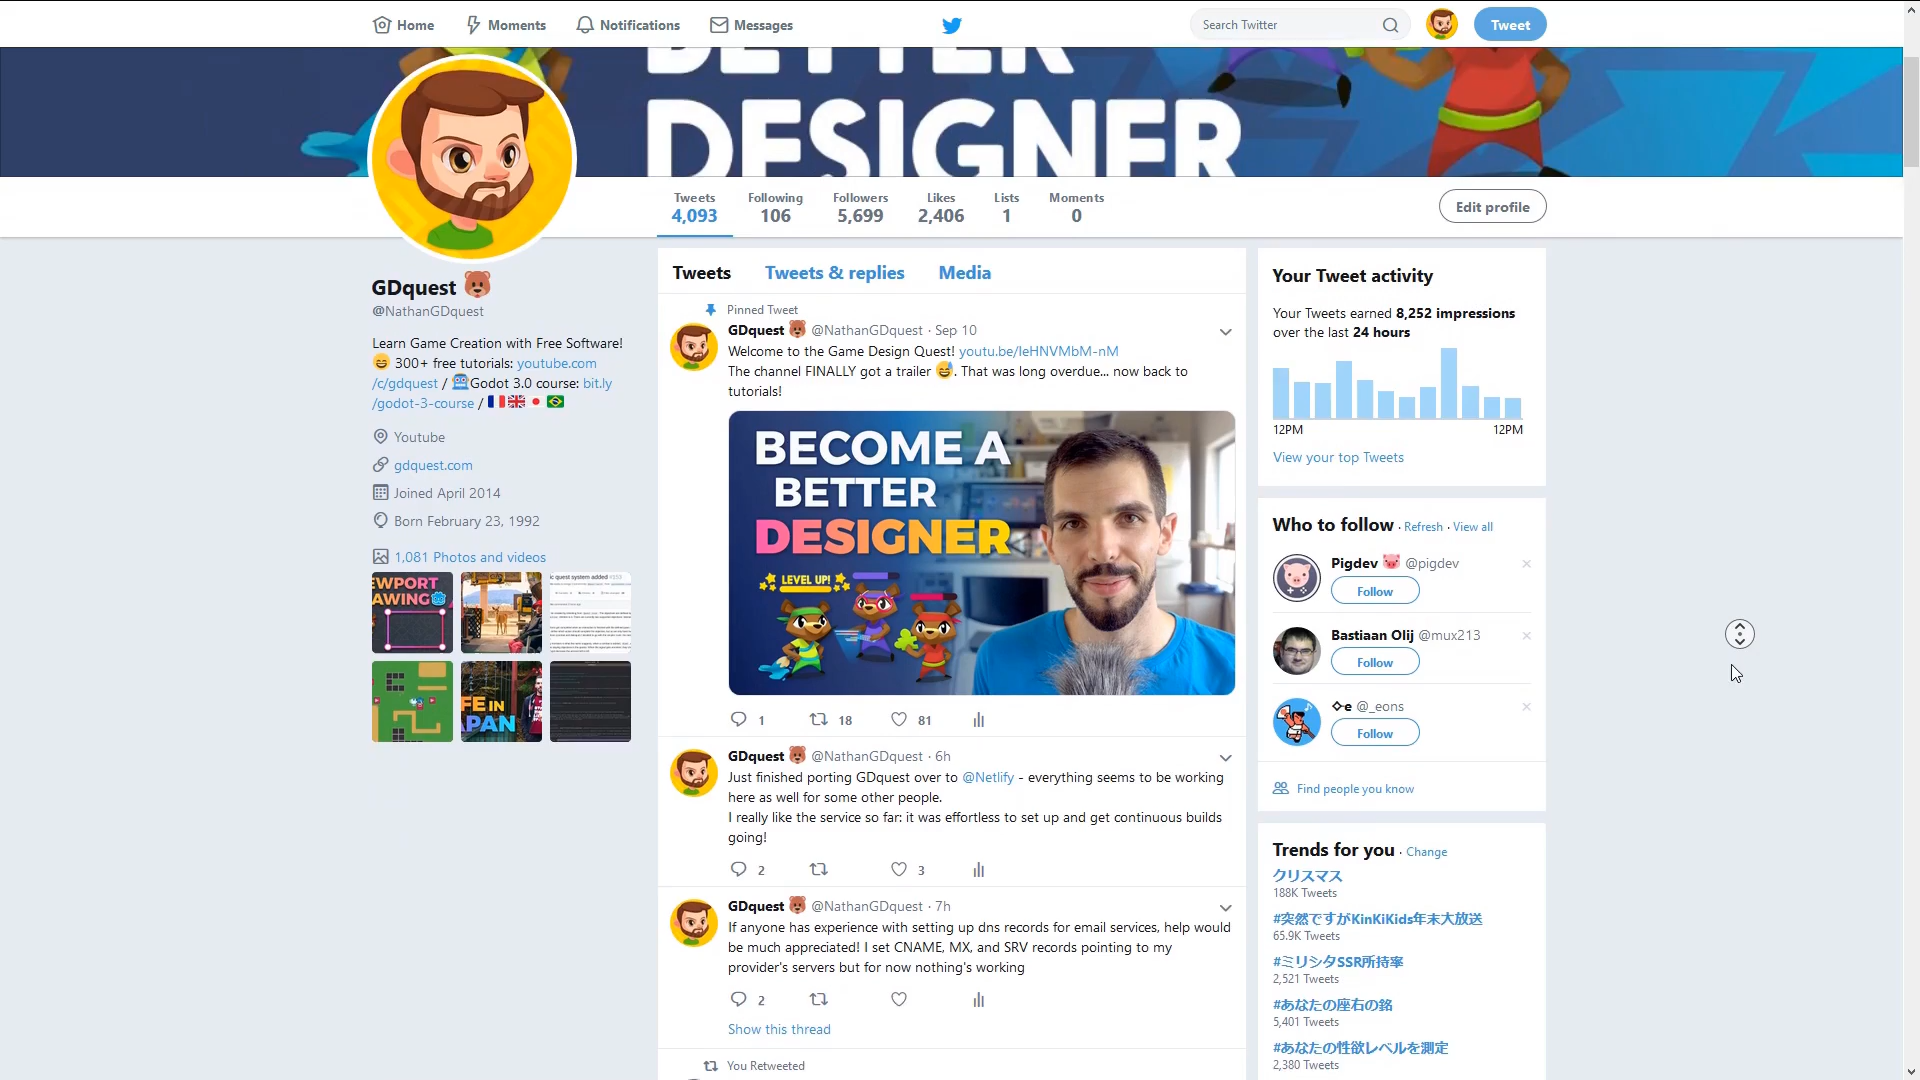 Home
Moments
Notifications
Messages
Search Twitter
Tweet
BETTER
DESIGNER
Tweets
4,093
Following
106
Followers
5,699
Likes
2,406
Lists
1
Moments
0
Edit profile
GDquest
@NathanGDquest
Learn Game Creation with Free Software!
😄 300+ free tutorials: youtube.com
/c/gdquest / 🤖Godot 3.0 course: bit.ly
/godot-3-course / 🇫🇷🇬🇧🇯🇵🇧🇷
Youtube
gdquest.com
Joined April 2014
Born February 23, 1992
1,081 Photos and videos
EWPORT
AWING
ic quest system added #153
FE IN
APAN
Tweets
Tweets & replies
Media
Pinned Tweet
GDquest 🐻 @NathanGDquest · Sep 10
Welcome to the Game Design Quest! youtu.be/IeHNVMbM-nM
The channel FINALLY got a trailer 😅. That was long overdue... now back to
tutorials!
BECOME A
BETTER
DESIGNER
LEVEL UP!
1
18
81
GDquest 🐻 @NathanGDquest · 6h
Just finished porting GDquest over to @Netlify - everything seems to be working
here as well for some other people.
I really like the service so far: it was effortless to set up and get continuous builds
going!
2
3
GDquest 🐻 @NathanGDquest · 7h
If anyone has experience with setting up dns records for email services, help would
be much appreciated! I set CNAME, MX, and SRV records pointing to my
provider's servers but for now nothing's working
2
Show this thread
You Retweeted
Your Tweet activity
Your Tweets earned 8,252 impressions
over the last 24 hours
12PM
12PM
View your top Tweets
Who to follow · Refresh · View all
Pigdev 🐷 @pigdev
Follow
Bastiaan Olij @mux213
Follow
◇e @_eons
Follow
Find people you know
Trends for you · Change
クリスマス
188K Tweets
#突然ですがKinKiKids年末大放送
65.9K Tweets
#ミリシタSSR所持率
2,521 Tweets
#あなたの座右の銘
5,401 Tweets
#あなたの性欲レベルを測定
2,380 Tweets